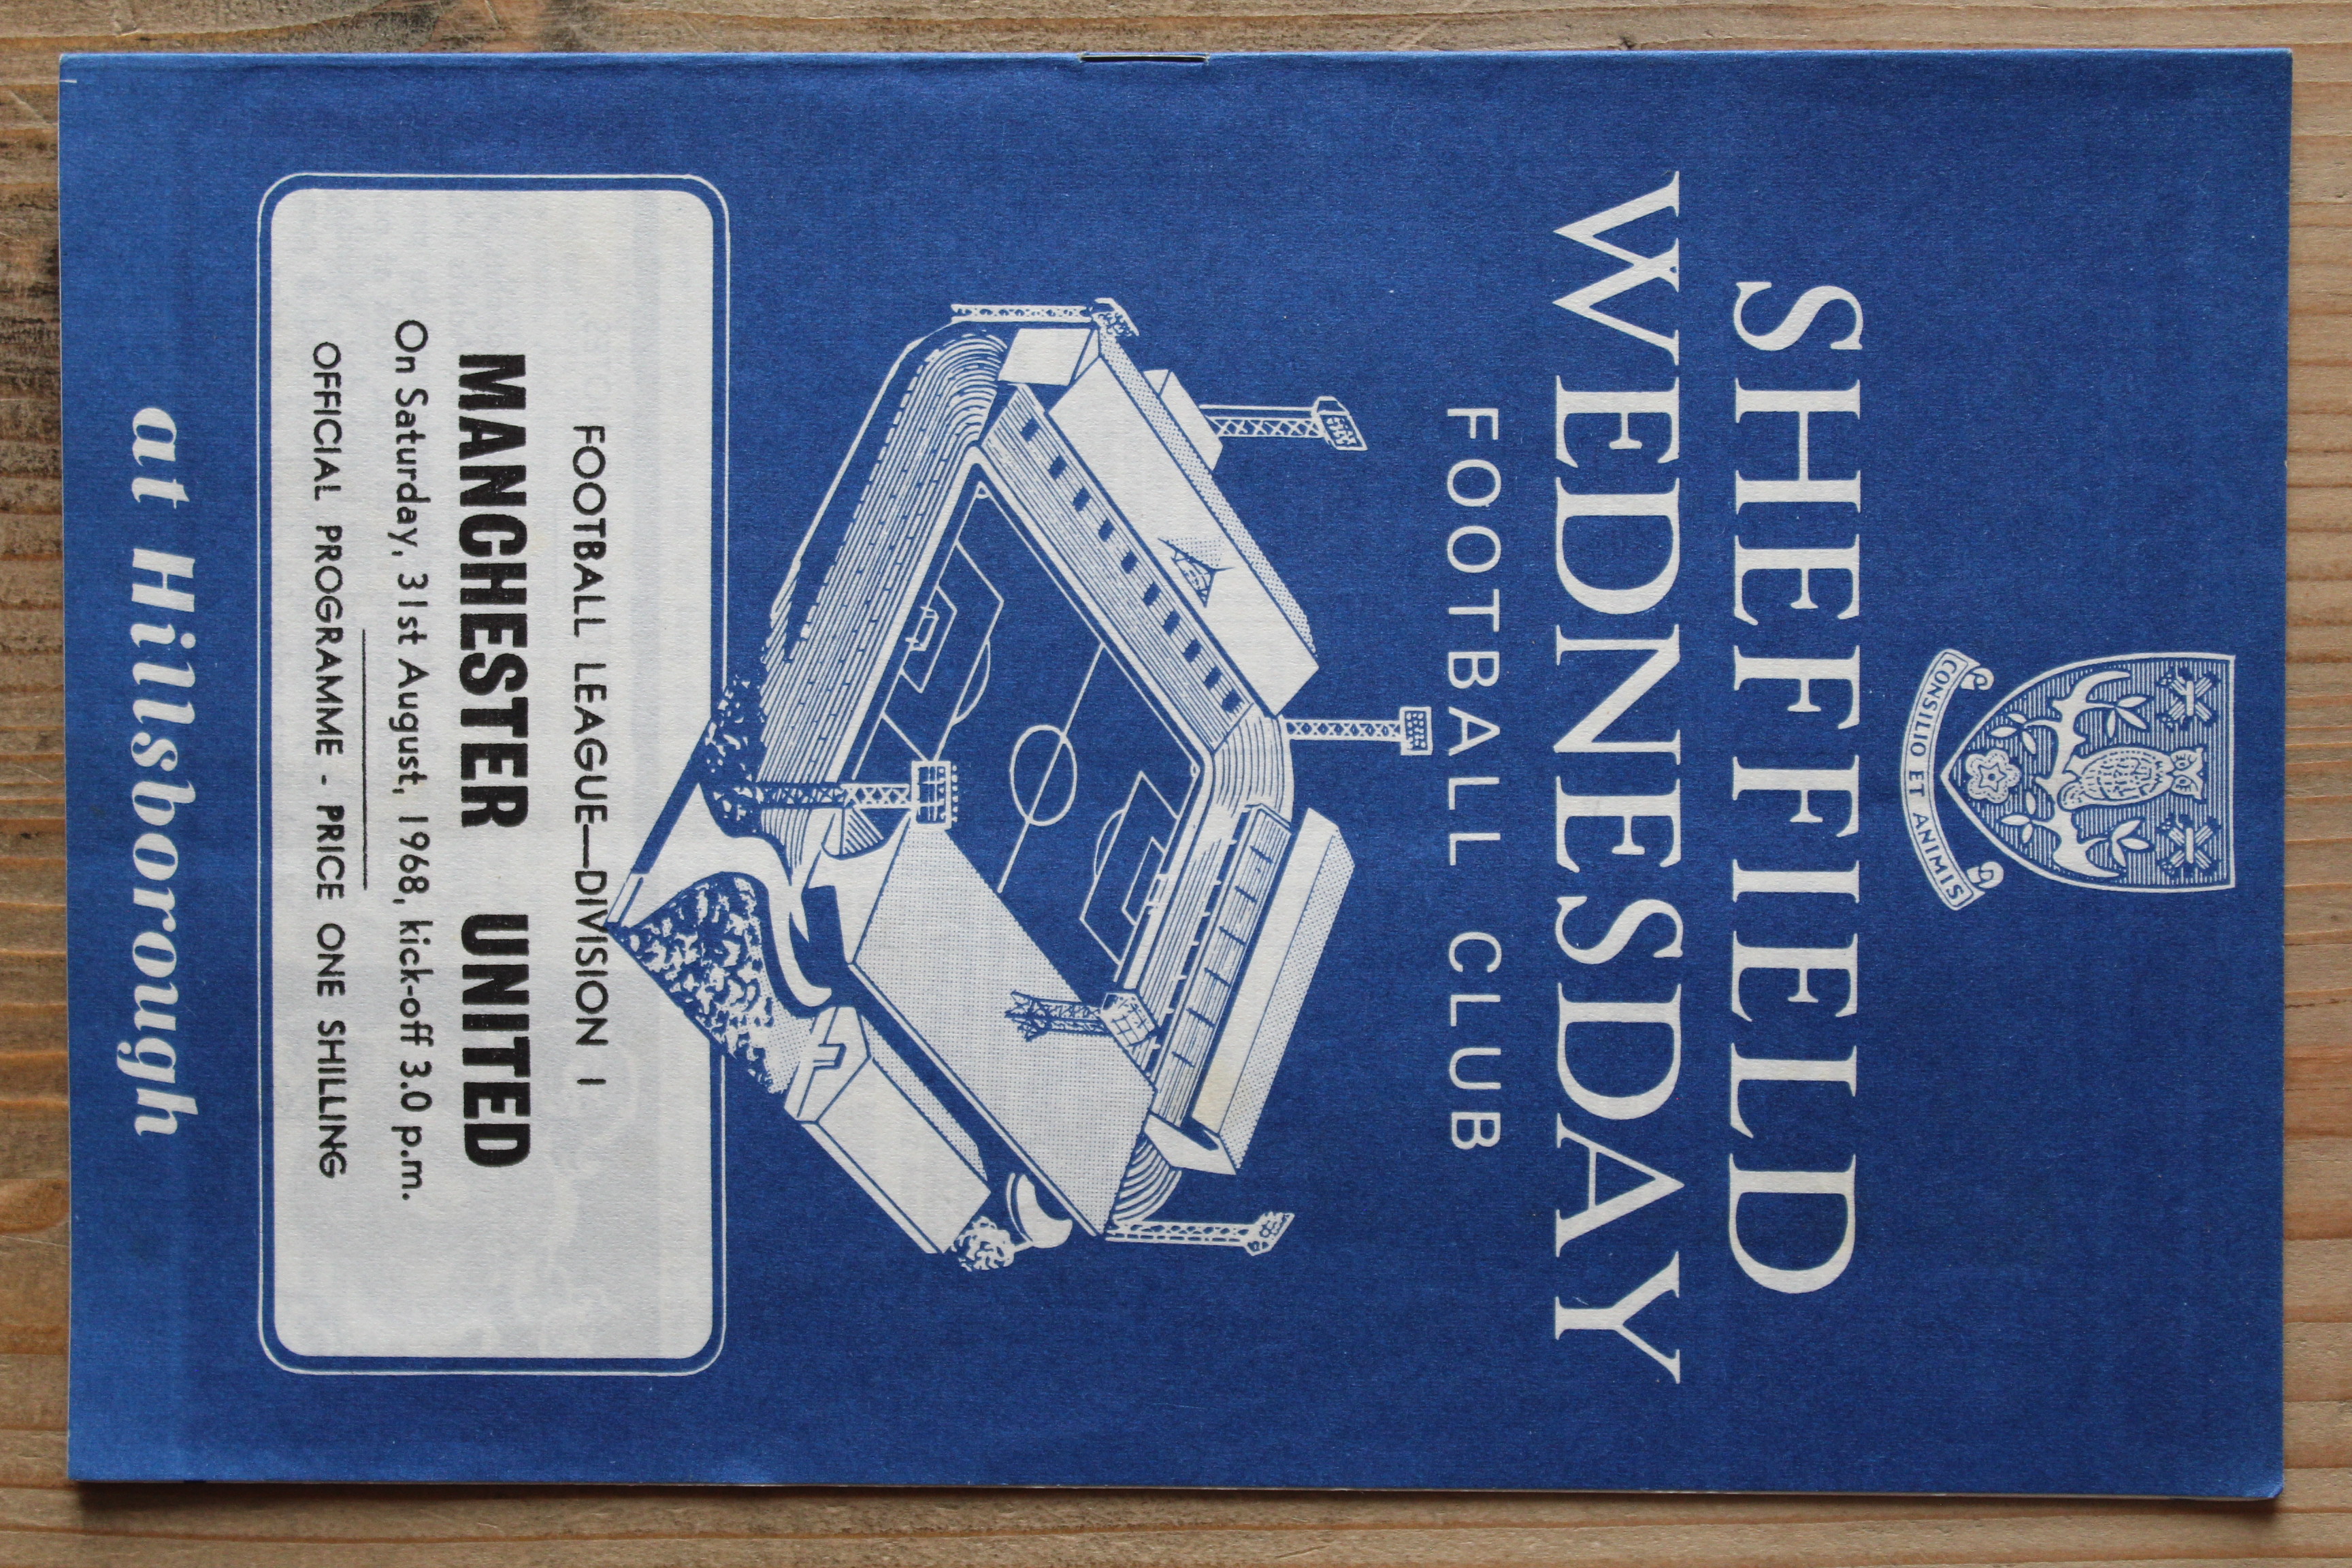 CONSILIO ET ANIMIS
SHEFFIELD
WEDNESDAY
FOOTBALL CLUB
FOOTBALL LEAGUE—DIVISION 1
MANCHESTER UNITED
On Saturday, 31st August, 1968, kick-off 3.0 p.m.
OFFICIAL PROGRAMME - PRICE ONE SHILLING
at Hillsborough